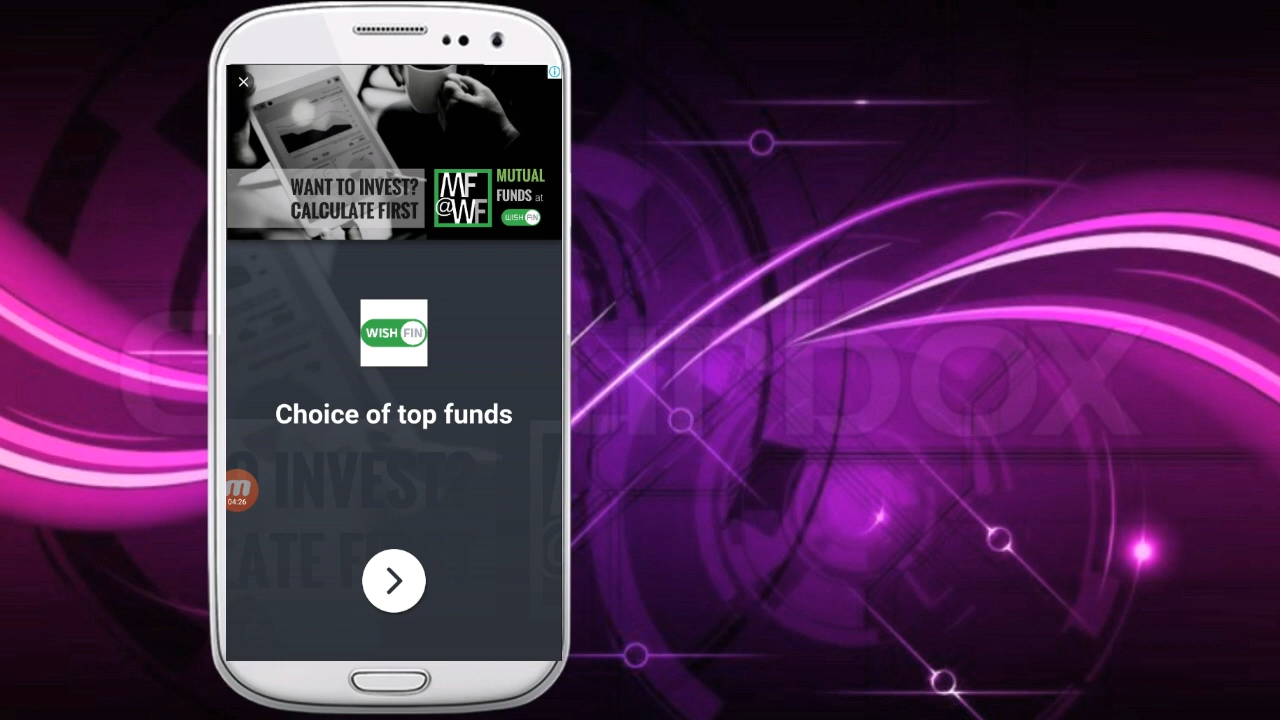 WANT TO INVEST?
CALCULATE FIRST
MF
@WF
MUTUAL
FUNDS at
WISH FIN
WISH FIN
Choice of top funds
INVEST?
m
04:26